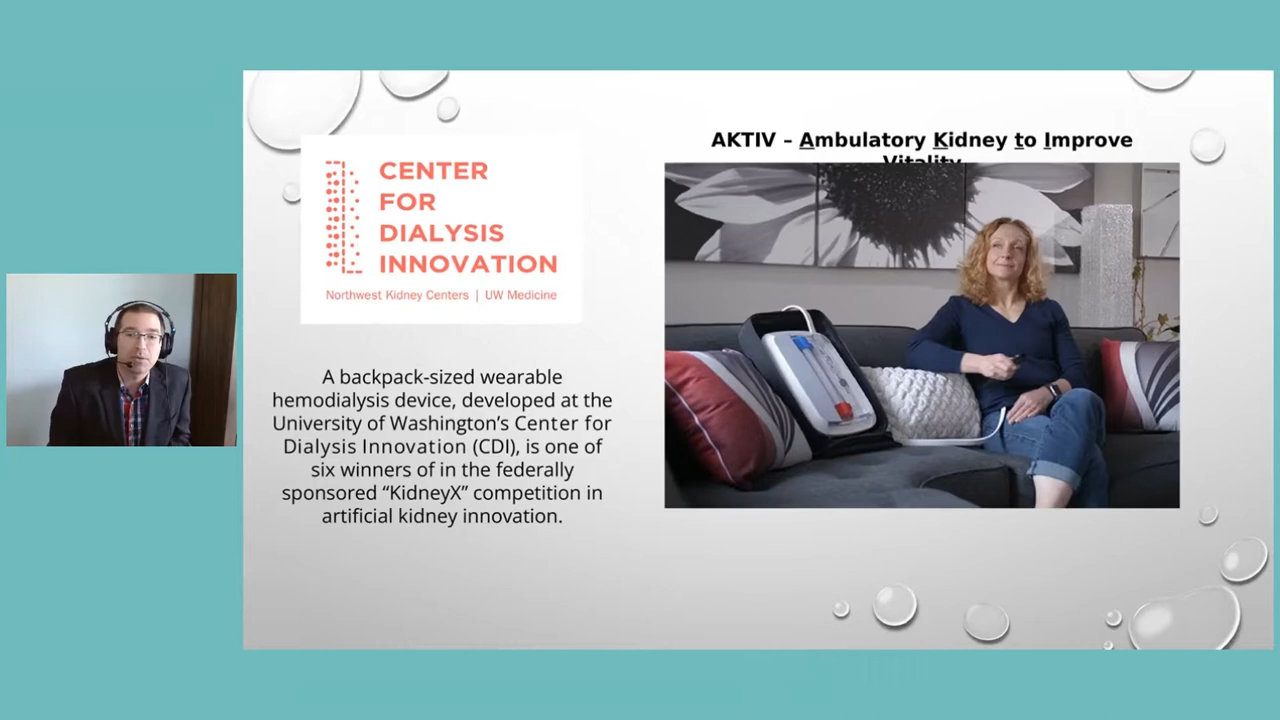 CENTER
FOR
DIALYSIS
INNOVATION
Northwest Kidney Centers | UW Medicine
A backpack-sized wearable
hemodialysis device, developed at the
University of Washington’s Center for
Dialysis Innovation (CDI), is one of
six winners of in the federally
sponsored “KidneyX” competition in
artificial kidney innovation.
AKTIV – Ambulatory Kidney to Improve
Vitality